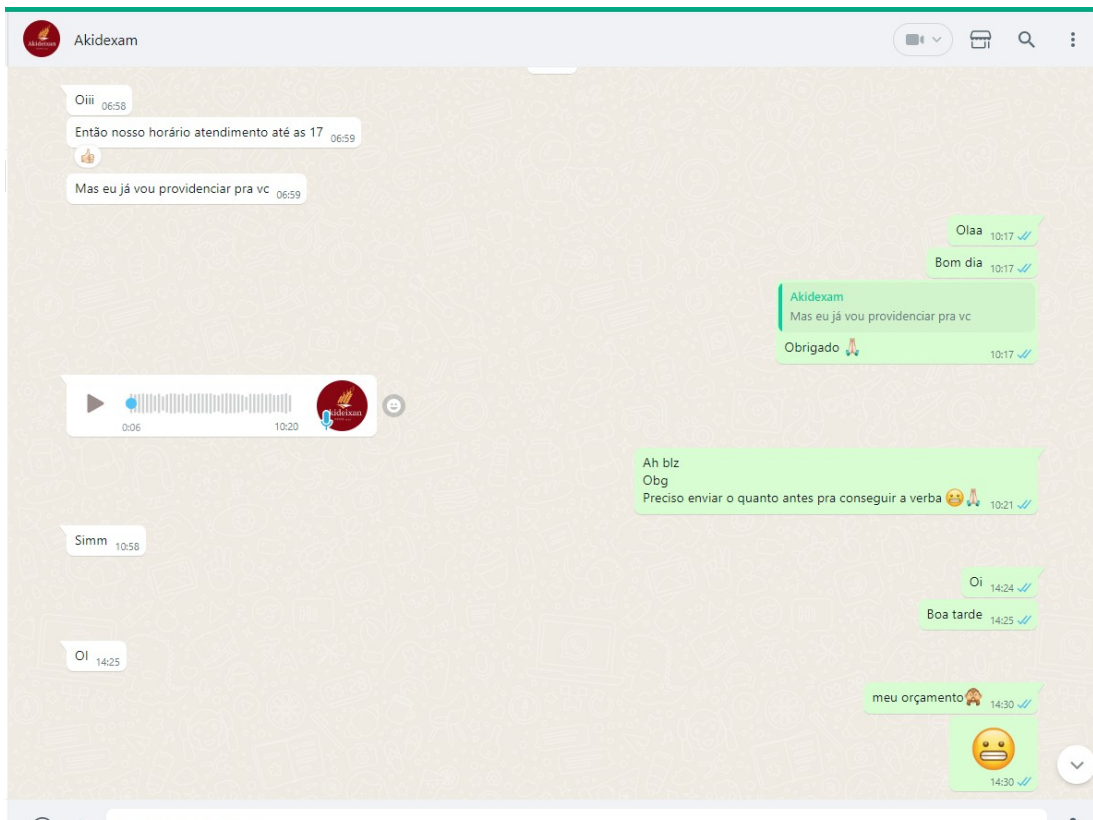 Akidexam
Oiii 06:58
Então nosso horário atendimento até as 17 06:59
Mas eu já vou providenciar pra vc 06:59
Olaa 10:17
Bom dia 10:17
Akidexam
Mas eu já vou providenciar pra vc
Obrigado 🙏🏻 10:17
0:06 10:20
Ah blz
Obg
Preciso enviar o quanto antes pra conseguir a verba 😬🙏🏻 10:21
Simm 10:58
Oi 14:24
Boa tarde 14:25
OI 14:25
meu orçamento🙈 14:30
14:30